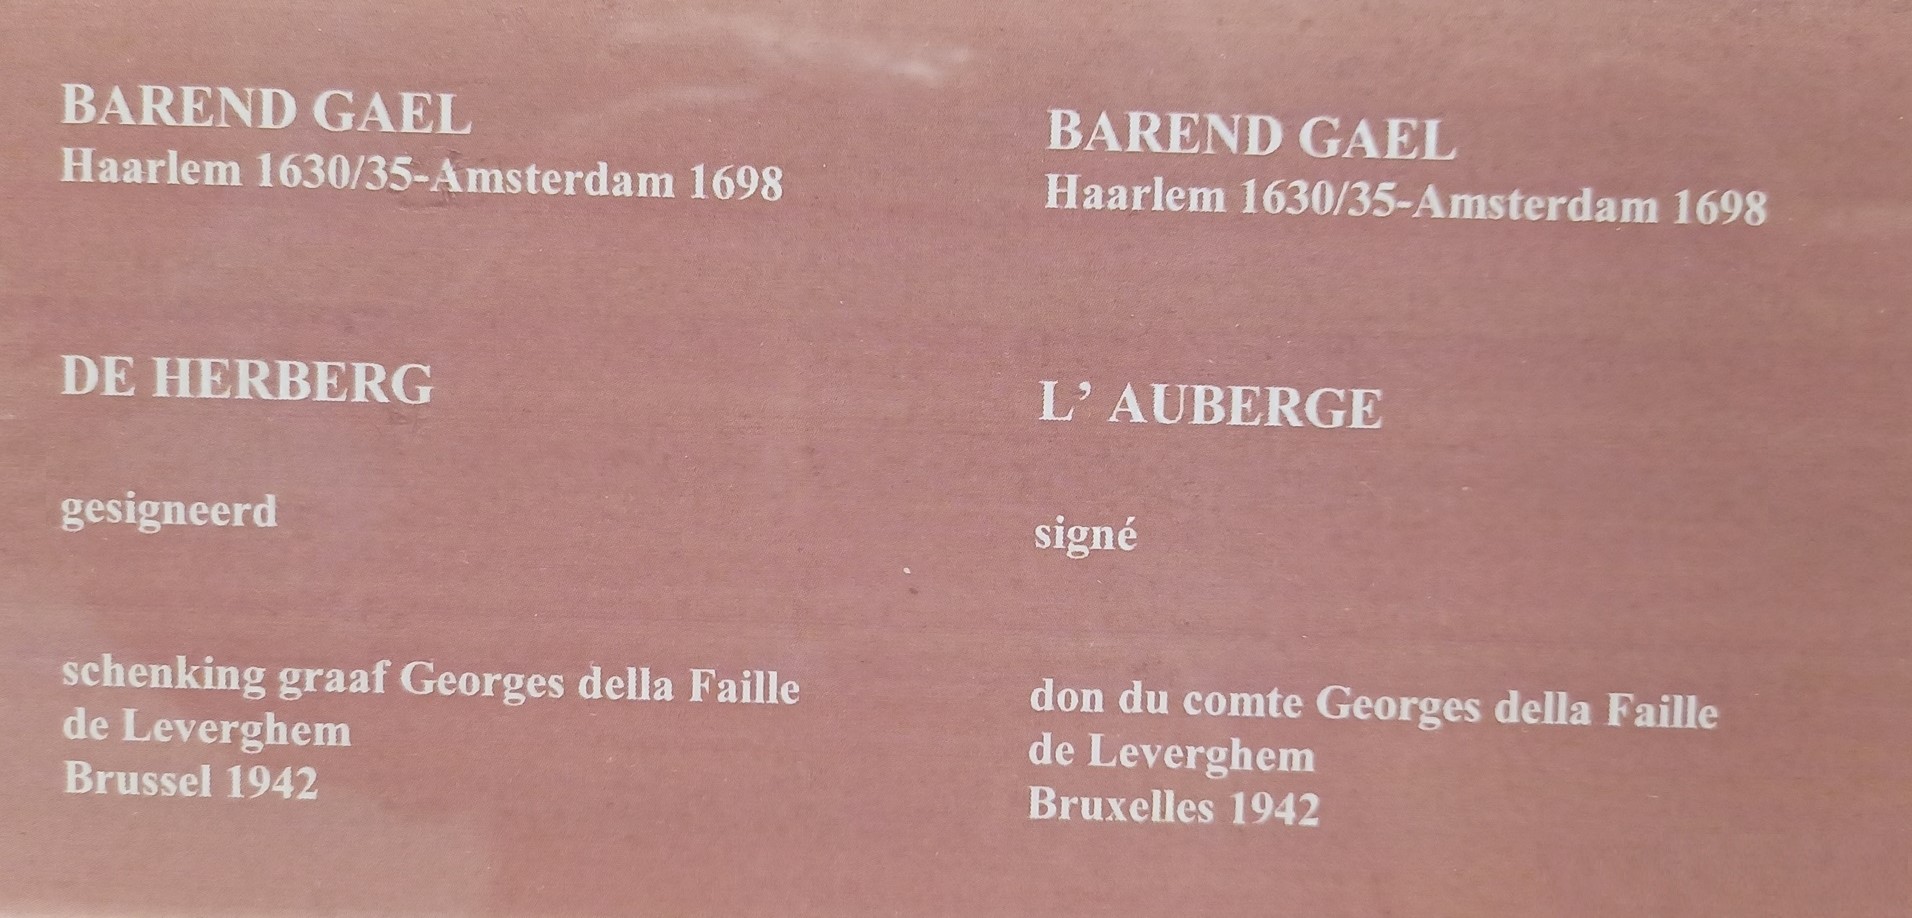 BAREND GAEL
Haarlem 1630/35-Amsterdam 1698
DE HERBERG
gesigneerd
schenking graaf Georges della Faille
de Leverghem
Brussel 1942
BAREND GAEL
Haarlem 1630/35-Amsterdam 1698
L' AUBERGE
signé
don du comte Georges della Faille
de Leverghem
Bruxelles 1942